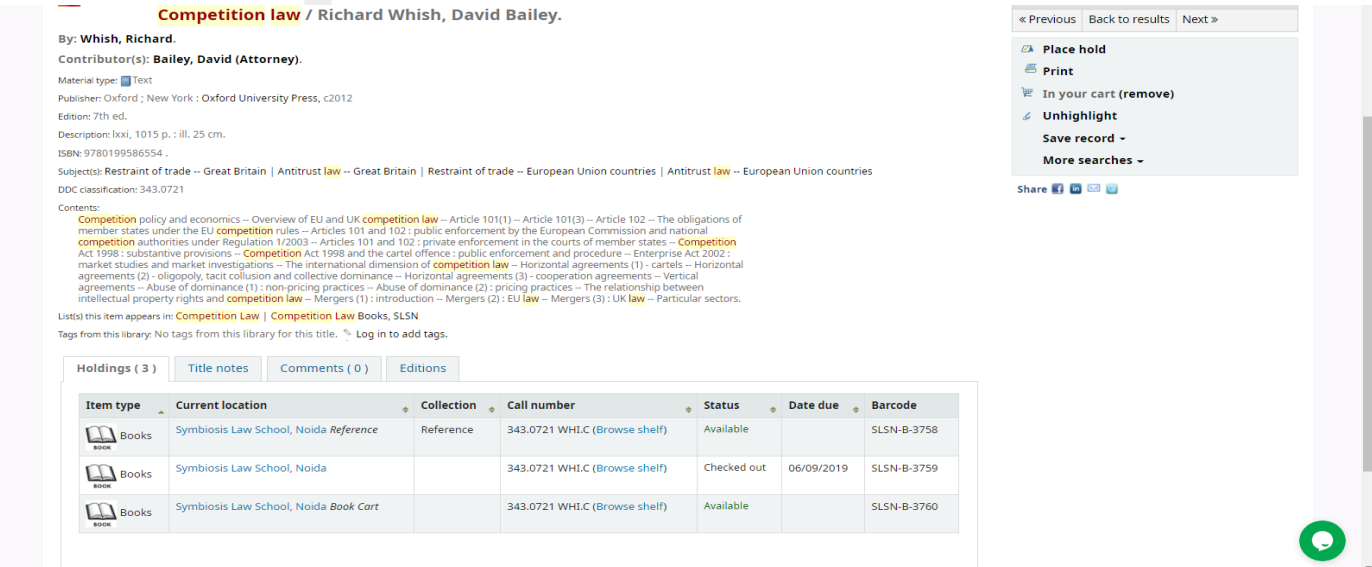 Competition law / Richard Whish, David Bailey.
By: Whish, Richard.
Contributor(s): Bailey, David (Attorney).
Material type: Text
Publisher: Oxford ; New York : Oxford University Press, c2012
Edition: 7th ed.
Description: lxxi, 1015 p. : ill. 25 cm.
ISBN: 9780199586554 .
Subject(s): Restraint of trade -- Great Britain | Antitrust law -- Great Britain | Restraint of trade -- European Union countries | Antitrust law -- European Union countries
DDC classification: 343.0721
Contents:
Competition policy and economics -- Overview of EU and UK competition law -- Article 101(1) -- Article 101(3) -- Article 102 -- The obligations of
member states under the EU competition rules -- Articles 101 and 102 : public enforcement by the European Commission and national
competition authorities under Regulation 1/2003 -- Articles 101 and 102 : private enforcement in the courts of member states -- Competition
Act 1998 : substantive provisions -- Competition Act 1998 and the cartel offence : public enforcement and procedure -- Enterprise Act 2002 :
market studies and market investigations -- The international dimension of competition law -- Horizontal agreements (1) - cartels -- Horizontal
agreements (2) - oligopoly, tacit collusion and collective dominance -- Horizontal agreements (3) - cooperation agreements -- Vertical
agreements -- Abuse of dominance (1) : non-pricing practices -- Abuse of dominance (2) : pricing practices -- The relationship between
intellectual property rights and competition law -- Mergers (1) : introduction -- Mergers (2) : EU law -- Mergers (3) : UK law -- Particular sectors.
List(s) this item appears in: Competition Law | Competition Law Books, SLSN
Tags from this library: No tags from this library for this title. Log in to add tags.
« Previous Back to results Next »
Place hold
Print
In your cart (remove)
Unhighlight
Save record
More searches
Share
Holdings ( 3 ) Title notes Comments ( 0 ) Editions
Item type Current location Collection Call number Status Date due Barcode
BOOK Books Symbiosis Law School, Noida Reference Reference 343.0721 WHI.C (Browse shelf) Available SLSN-B-3758
BOOK Books Symbiosis Law School, Noida 343.0721 WHI.C (Browse shelf) Checked out 06/09/2019 SLSN-B-3759
BOOK Books Symbiosis Law School, Noida Book Cart 343.0721 WHI.C (Browse shelf) Available SLSN-B-3760